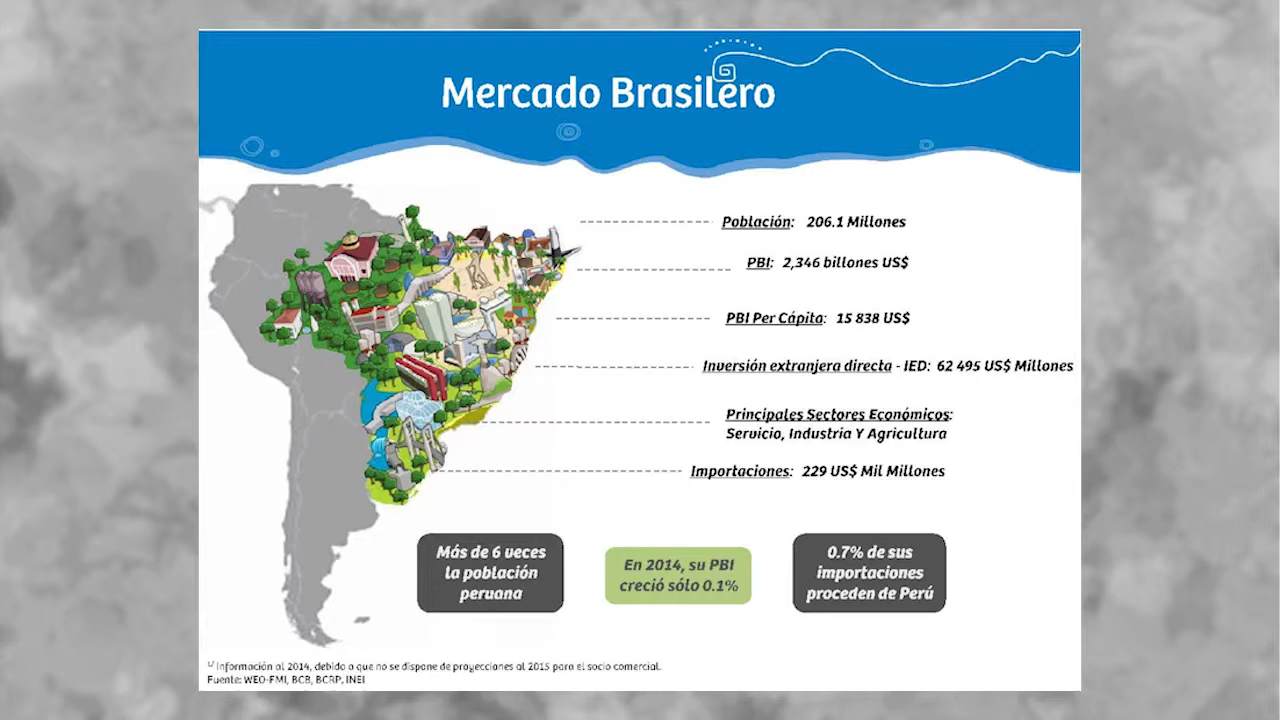 Mercado Brasilero
Población: 206.1 Millones
PBI: 2,346 billones US$
PBI Per Cápita: 15 838 US$
Inversión extranjera directa - IED: 62 495 US$ Millones
Principales Sectores Económicos:
Servicio, Industria Y Agricultura
Importaciones: 229 US$ Mil Millones
Más de 6 veces
la población
peruana
En 2014, su PBI
creció sólo 0.1%
0.7% de sus
importaciones
proceden de Perú
1/ Información al 2014, debido a que no se dispone de proyecciones al 2015 para el socio comercial.
Fuente: WEO-FMI, BCB, BCRP, INEI